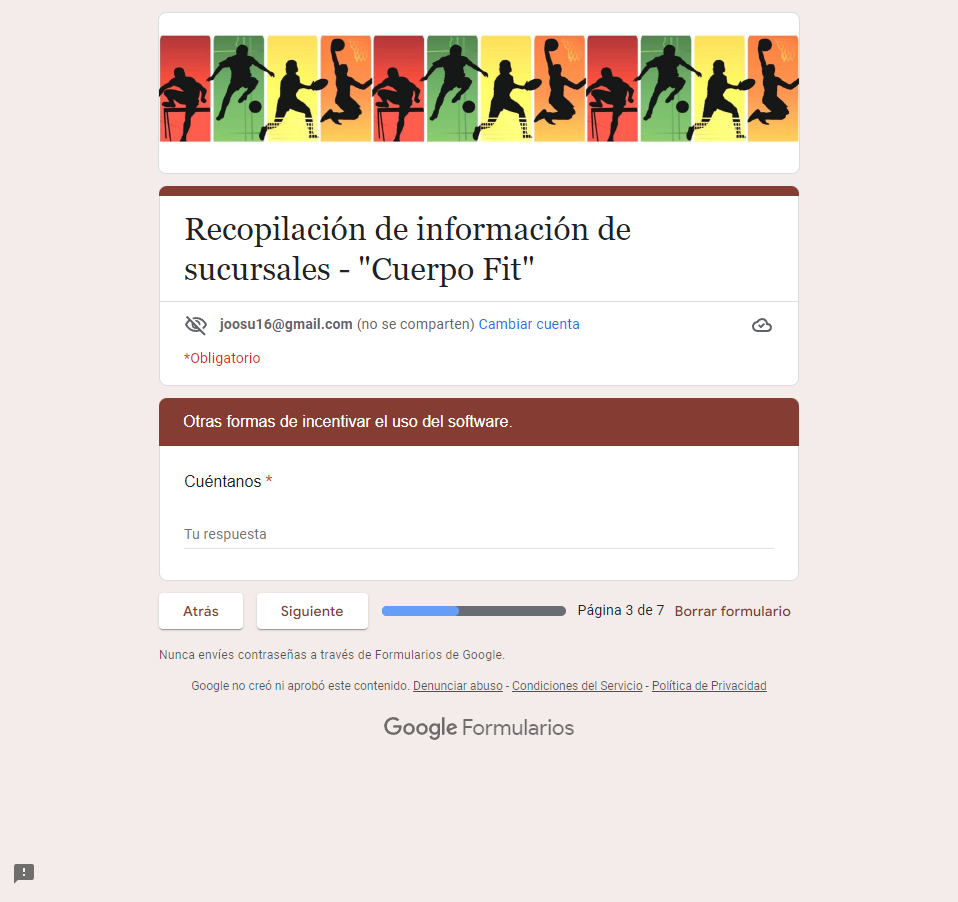 Recopilación de información de
sucursales - "Cuerpo Fit"
joosu16@gmail.com (no se comparten) Cambiar cuenta
*Obligatorio
Otras formas de incentivar el uso del software.
Cuéntanos *
Tu respuesta
Atrás Siguiente Página 3 de 7 Borrar formulario
Nunca envíes contraseñas a través de Formularios de Google.
Google no creó ni aprobó este contenido. Denunciar abuso - Condiciones del Servicio - Política de Privacidad
Google Formularios